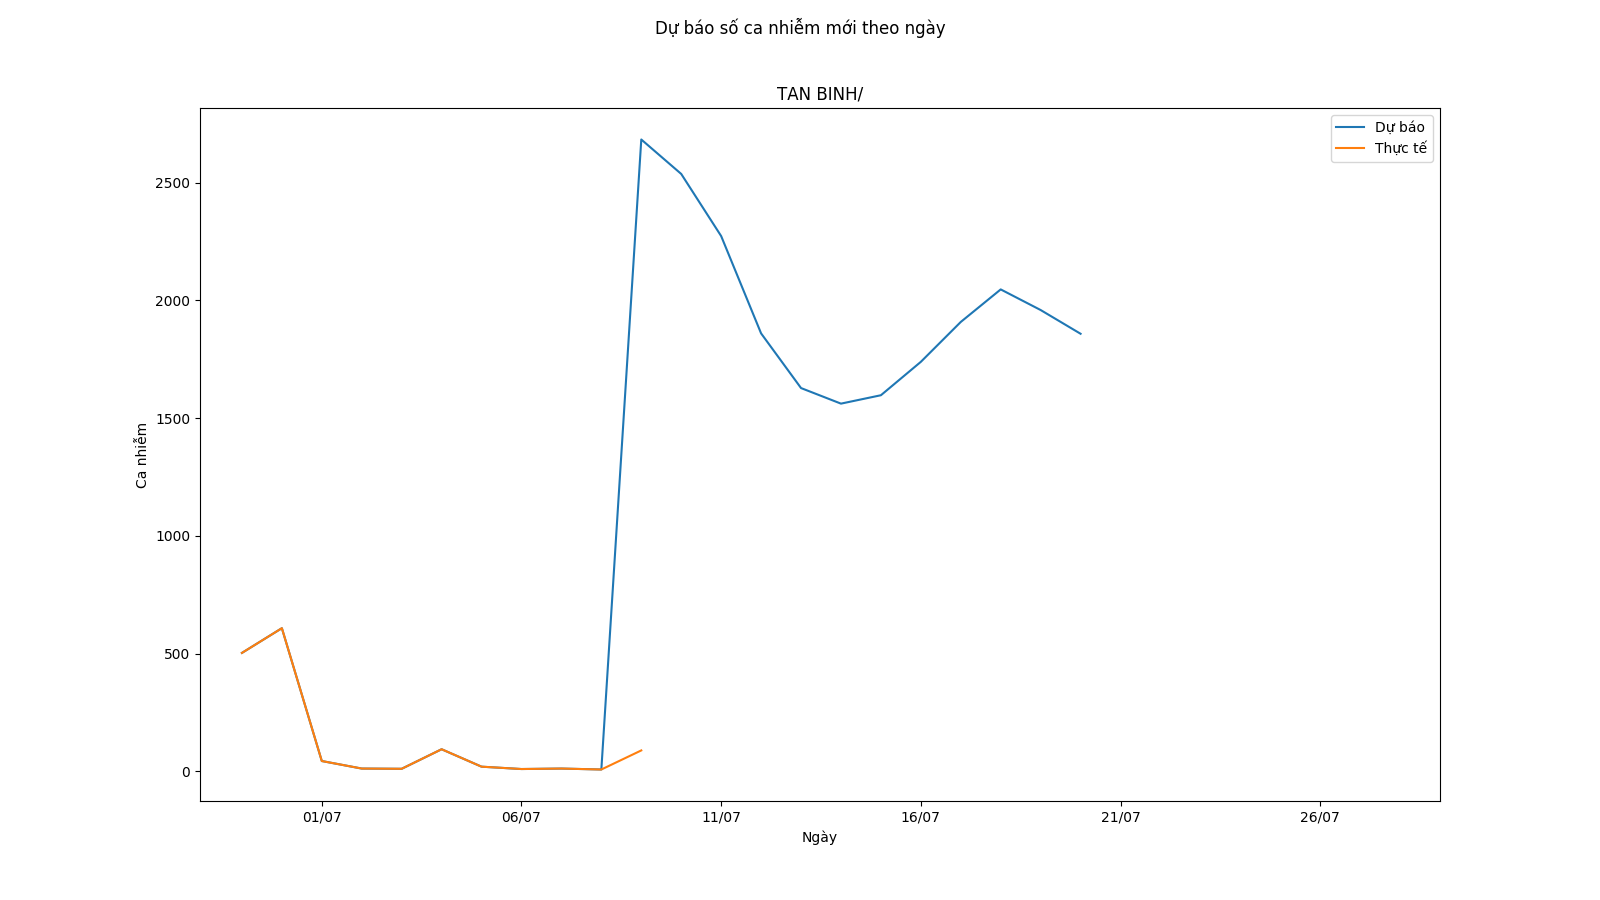 Dự báo số ca nhiễm mới theo ngày
TAN BINH/
Dự báo
Thực tế
2500
2000
1500
1000
500
0
Ca nhiễm
01/07
06/07
11/07
16/07
21/07
26/07
Ngày